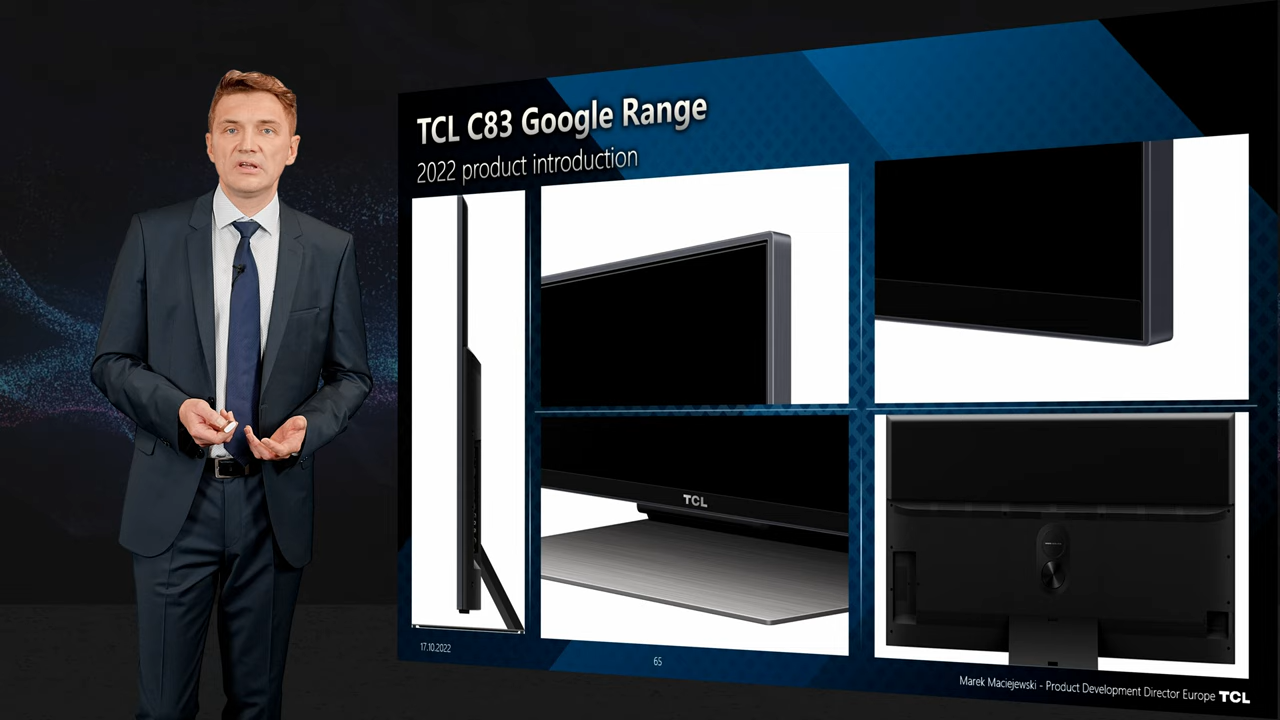 TCL C83 Google Range
2022 product introduction
TCL
17.10.2022
65
Marek Maciejewski - Product Development Director Europe TCL